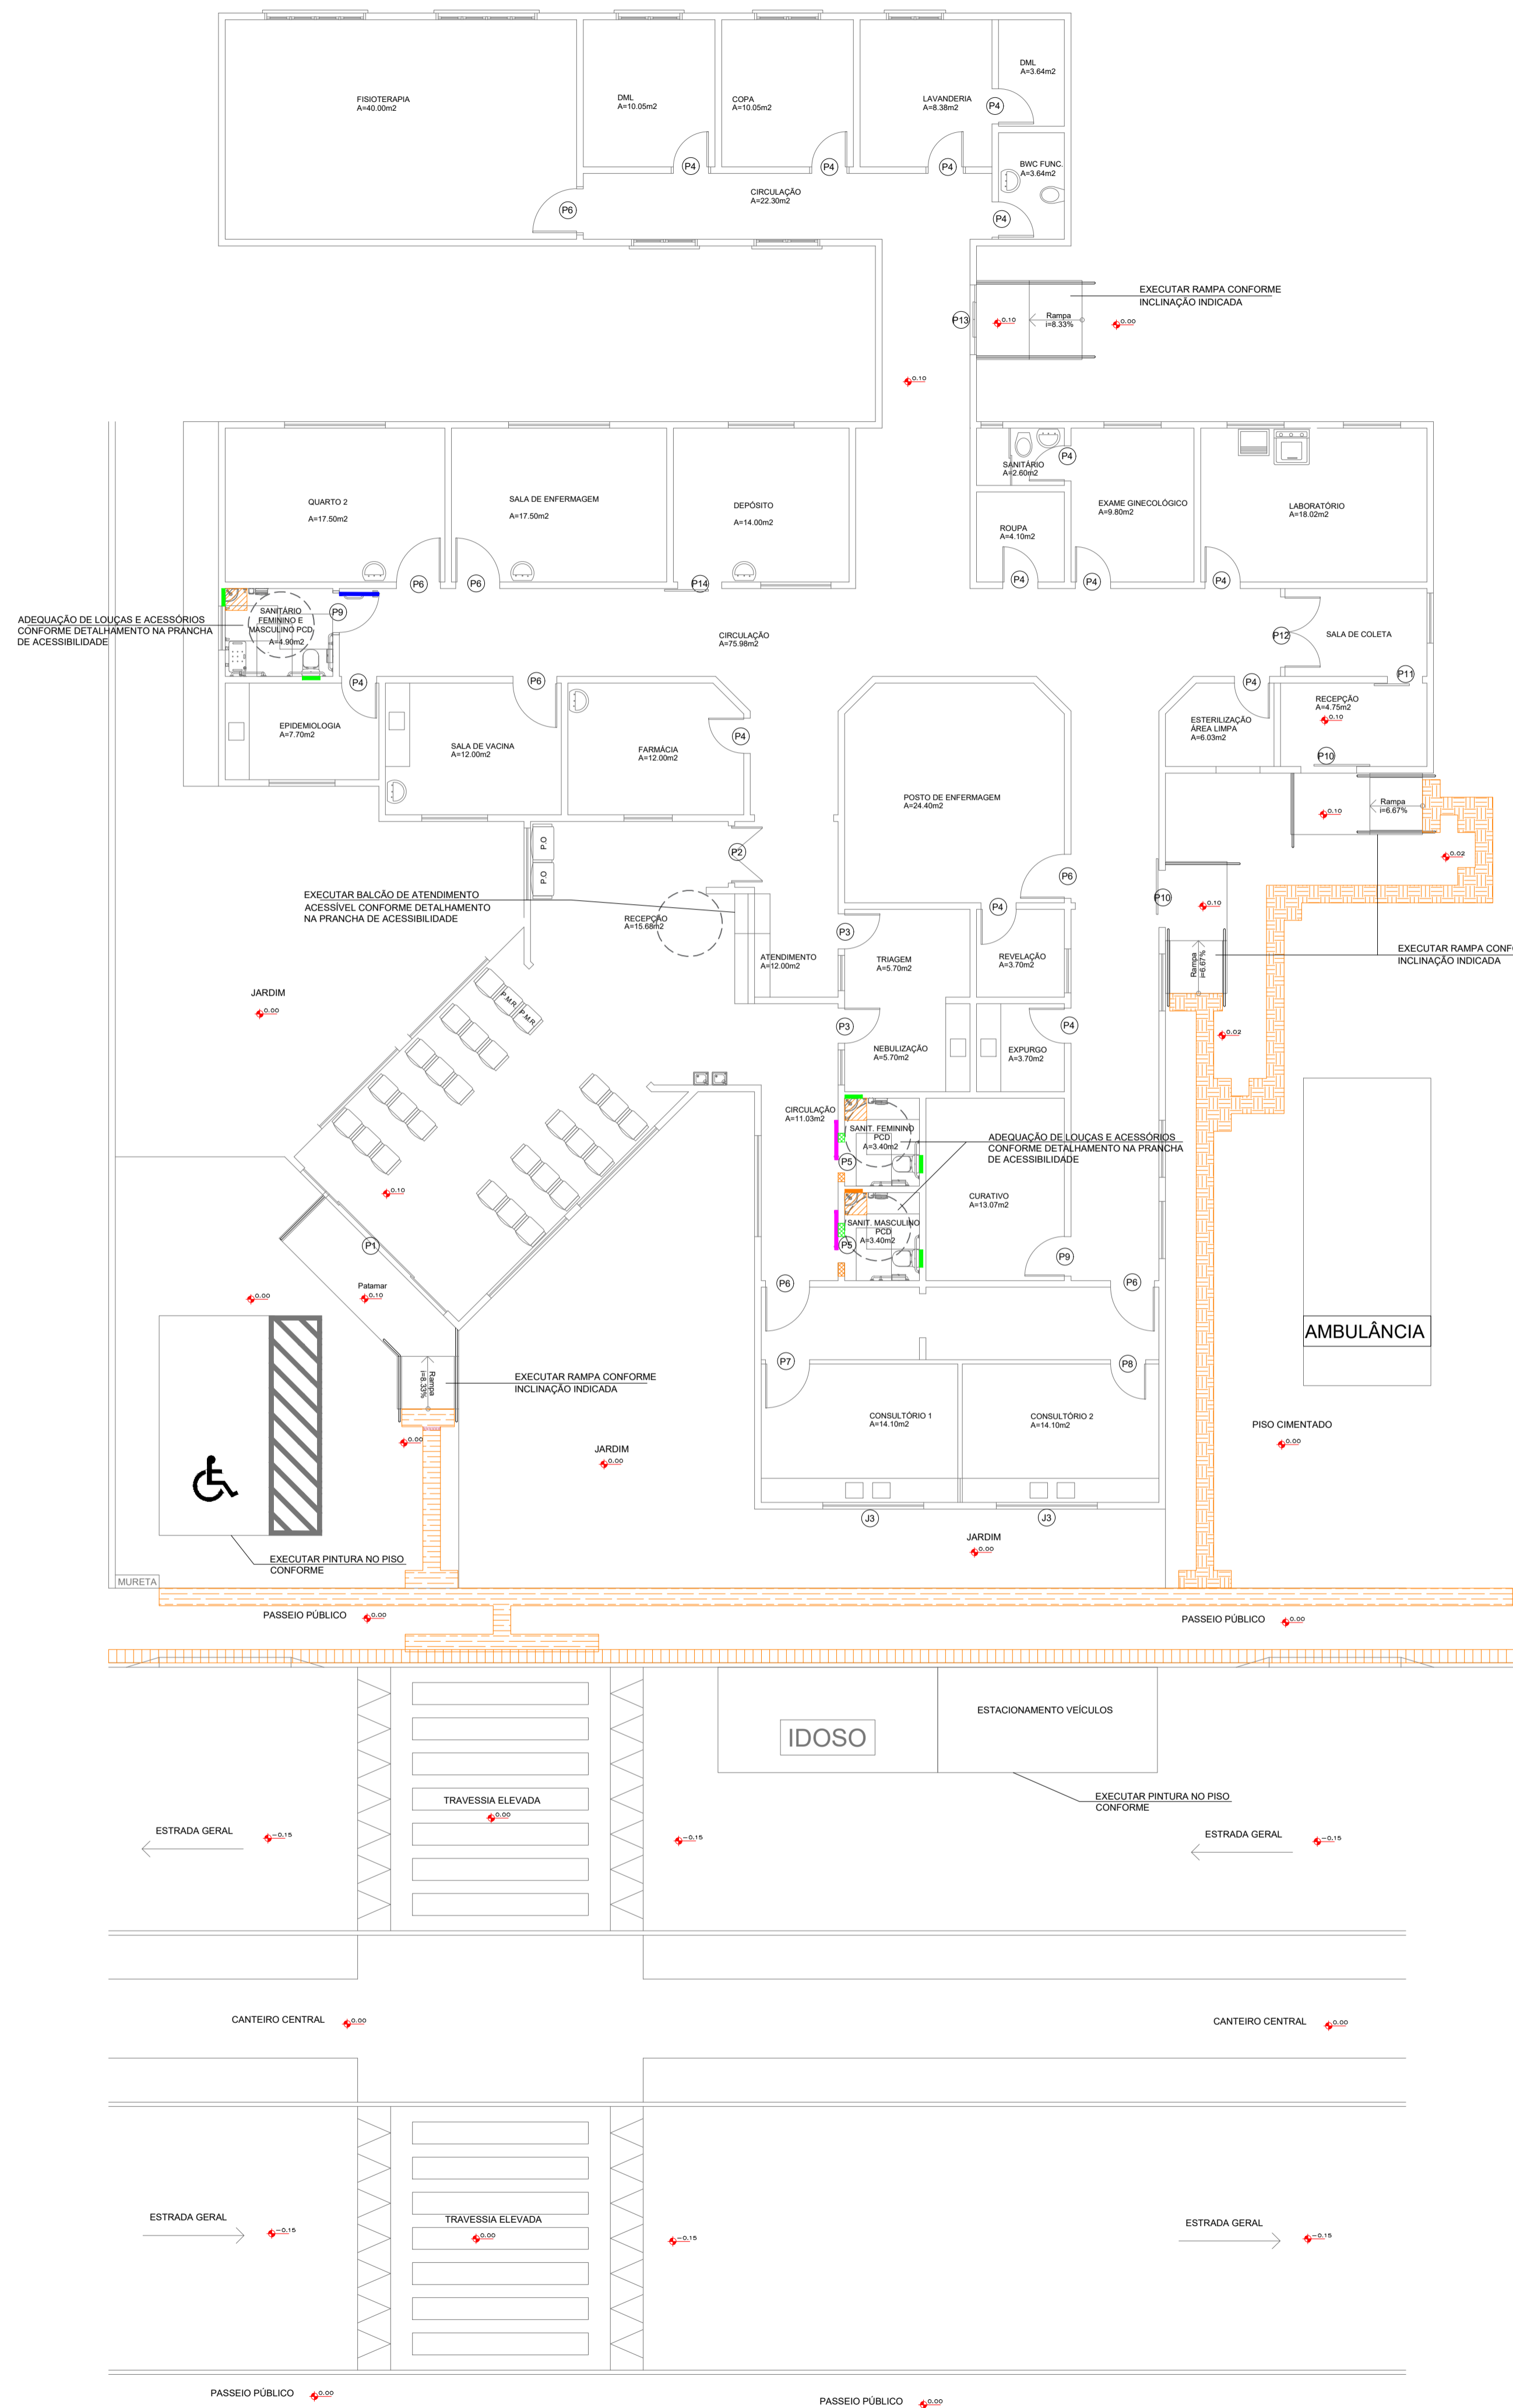 FISIOTERAPIA
A=40.00m2
DML
A=10.05m2
COPA
A=10.05m2
LAVANDERIA
A=8.38m2
DML
A=3.64m2
P4
P4
P4
P4
BWC FUNC.
A=3.64m2
CIRCULAÇÃO
A=22.30m2
P6
P4
EXECUTAR RAMPA CONFORME
INCLINAÇÃO INDICADA
P13
0.10
Rampa
i=8.33%
0.00
0.10
QUARTO 2
A=17.50m2
SALA DE ENFERMAGEM
A=17.50m2
DEPÓSITO
A=14.00m2
SANITÁRIO
A=2.60m2
P4
ROUPA
A=4.10m2
EXAME GINECOLÓGICO
A=9.80m2
LABORATÓRIO
A=18.02m2
P6
P6
P14
P4
P4
P4
ADEQUAÇÃO DE LOUÇAS E ACESSÓRIOS
CONFORME DETALHAMENTO NA PRANCHA
DE ACESSIBILIDADE
SANITÁRIO
FEMININO E
MASCULINO PCD
A=4.90m2
P9
CIRCULAÇÃO
A=75.98m2
P12
SALA DE COLETA
P11
P4
P6
P4
EPIDEMIOLOGIA
A=7.70m2
SALA DE VACINA
A=12.00m2
FARMÁCIA
A=12.00m2
P4
ESTERILIZAÇÃO
ÁREA LIMPA
A=6.03m2
RECEPÇÃO
A=4.75m2
0.10
P10
POSTO DE ENFERMAGEM
A=24.40m2
0.10
Rampa
i=6.67%
0.02
P.O
P.O
P2
P6
P10
0.10
EXECUTAR BALCÃO DE ATENDIMENTO
ACESSÍVEL CONFORME DETALHAMENTO
NA PRANCHA DE ACESSIBILIDADE
RECEPÇÃO
A=15.68m2
P4
P3
ATENDIMENTO
A=12.00m2
TRIAGEM
A=5.70m2
REVELAÇÃO
A=3.70m2
Rampa
i=6.67%
EXECUTAR RAMPA CONFO
INCLINAÇÃO INDICADA
JARDIM
0.00
P.M.R
P.M.R
P3
P4
0.02
NEBULIZAÇÃO
A=5.70m2
EXPURGO
A=3.70m2
CIRCULAÇÃO
A=11.03m2
SANIT. FEMININO
PCD
A=3.40m2
P5
ADEQUAÇÃO DE LOUÇAS E ACESSÓRIOS
CONFORME DETALHAMENTO NA PRANCHA
DE ACESSIBILIDADE
0.10
CURATIVO
A=13.07m2
SANIT. MASCULINO
PCD
A=3.40m2
P5
P1
P9
P6
P6
Patamar
0.10
0.00
AMBULÂNCIA
P7
P8
Rampa
i=8.33%
EXECUTAR RAMPA CONFORME
INCLINAÇÃO INDICADA
CONSULTÓRIO 1
A=14.10m2
CONSULTÓRIO 2
A=14.10m2
PISO CIMENTADO
0.00
0.00
JARDIM
0.00
J3
J3
JARDIM
0.00
EXECUTAR PINTURA NO PISO
CONFORME
MURETA
PASSEIO PÚBLICO
0.00
PASSEIO PÚBLICO
0.00
ESTACIONAMENTO VEÍCULOS
IDOSO
EXECUTAR PINTURA NO PISO
CONFORME
TRAVESSIA ELEVADA
0.00
ESTRADA GERAL
-0.15
-0.15
ESTRADA GERAL
-0.15
CANTEIRO CENTRAL
0.00
CANTEIRO CENTRAL
0.00
ESTRADA GERAL
-0.15
TRAVESSIA ELEVADA
0.00
-0.15
ESTRADA GERAL
-0.15
PASSEIO PÚBLICO
0.00
PASSEIO PÚBLICO
0.00